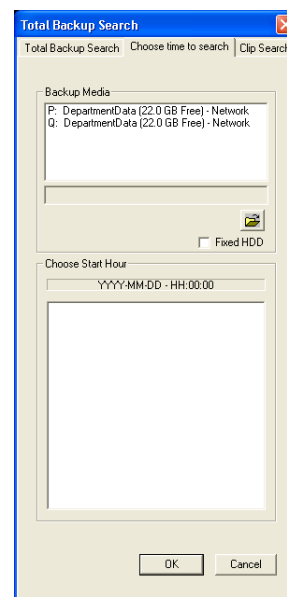 Total Backup Search
Total Backup Search Choose time to search Clip Search
Backup Media
P: DepartmentData (22.0 GB Free) - Network
Q: DepartmentData (22.0 GB Free) - Network
Fixed HDD
Choose Start Hour
YYYY-MM-DD - HH:00:00
OK Cancel